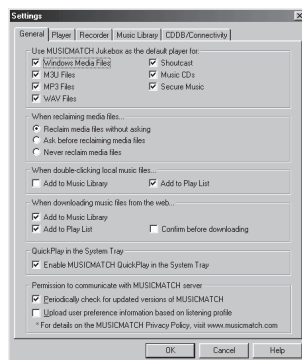 Settings
General Player Recorder Music Library CDDB/Connectivity
Use MUSICMATCH Jukebox as the default player for:
Windows Media Files Shoutcast
M3U Files Music CDs
MP3 Files Secure Music
WAV Files
When reclaiming media files...
Reclaim media files without asking
Ask before reclaiming media files
Never reclaim media files
When double-clicking local music files...
Add to Music Library Add to Play List
When downloading music files from the web...
Add to Music Library
Add to Play List Confirm before downloading
QuickPlay in the System Tray
Enable MUSICMATCH QuickPlay in the System Tray
Permission to communicate with MUSICMATCH server
Periodically check for updated versions of MUSICMATCH
Upload user preference information based on listening profile
* For details on the MUSICMATCH Privacy Policy, visit www.musicmatch.com
OK Cancel Help